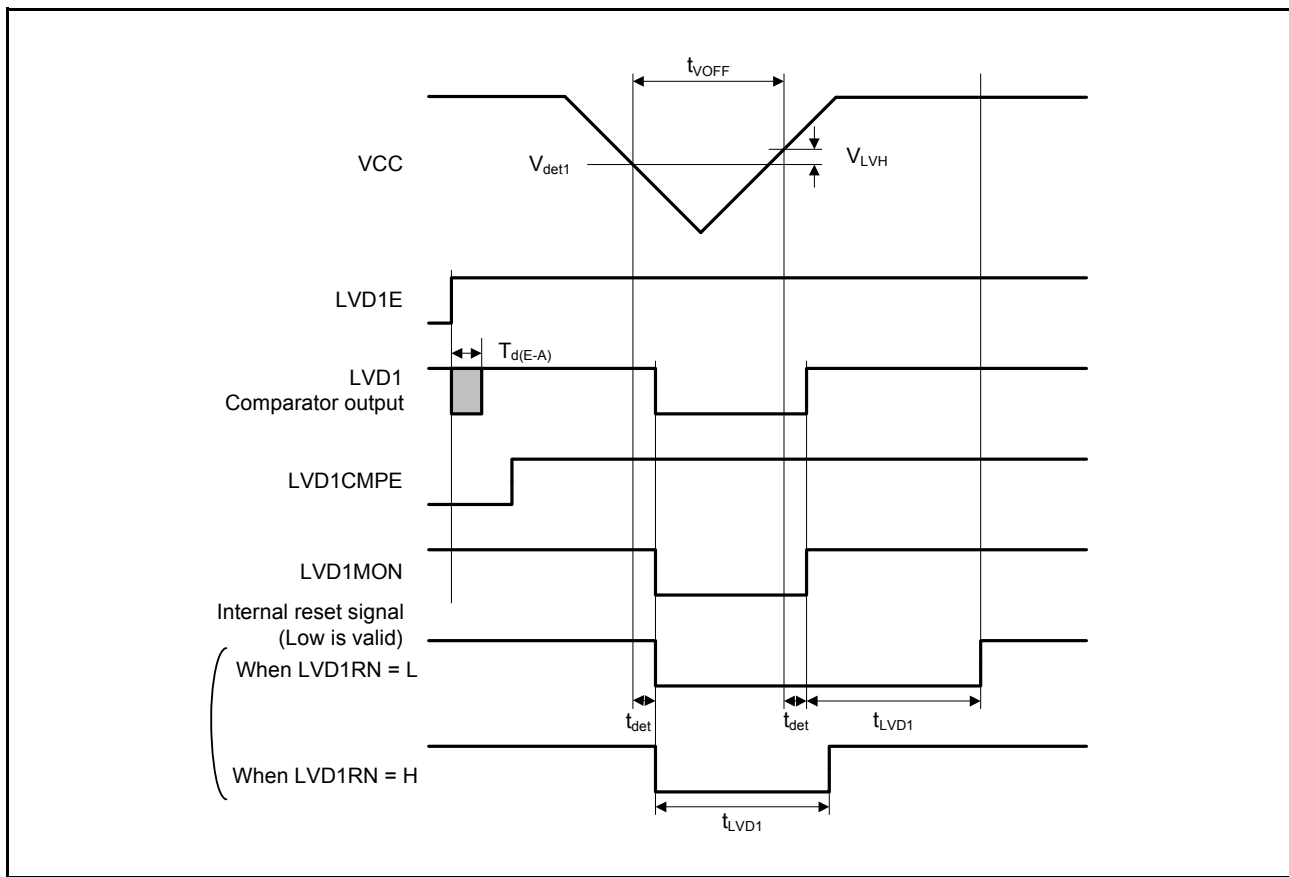 tVOFF
VCC
Vdet1
VLVH
LVD1E
Td(E-A)
LVD1
Comparator output
LVD1CMPE
LVD1MON
Internal reset signal
(Low is valid)
When LVD1RN = L
tdet
tdet
tLVD1
When LVD1RN = H
tLVD1